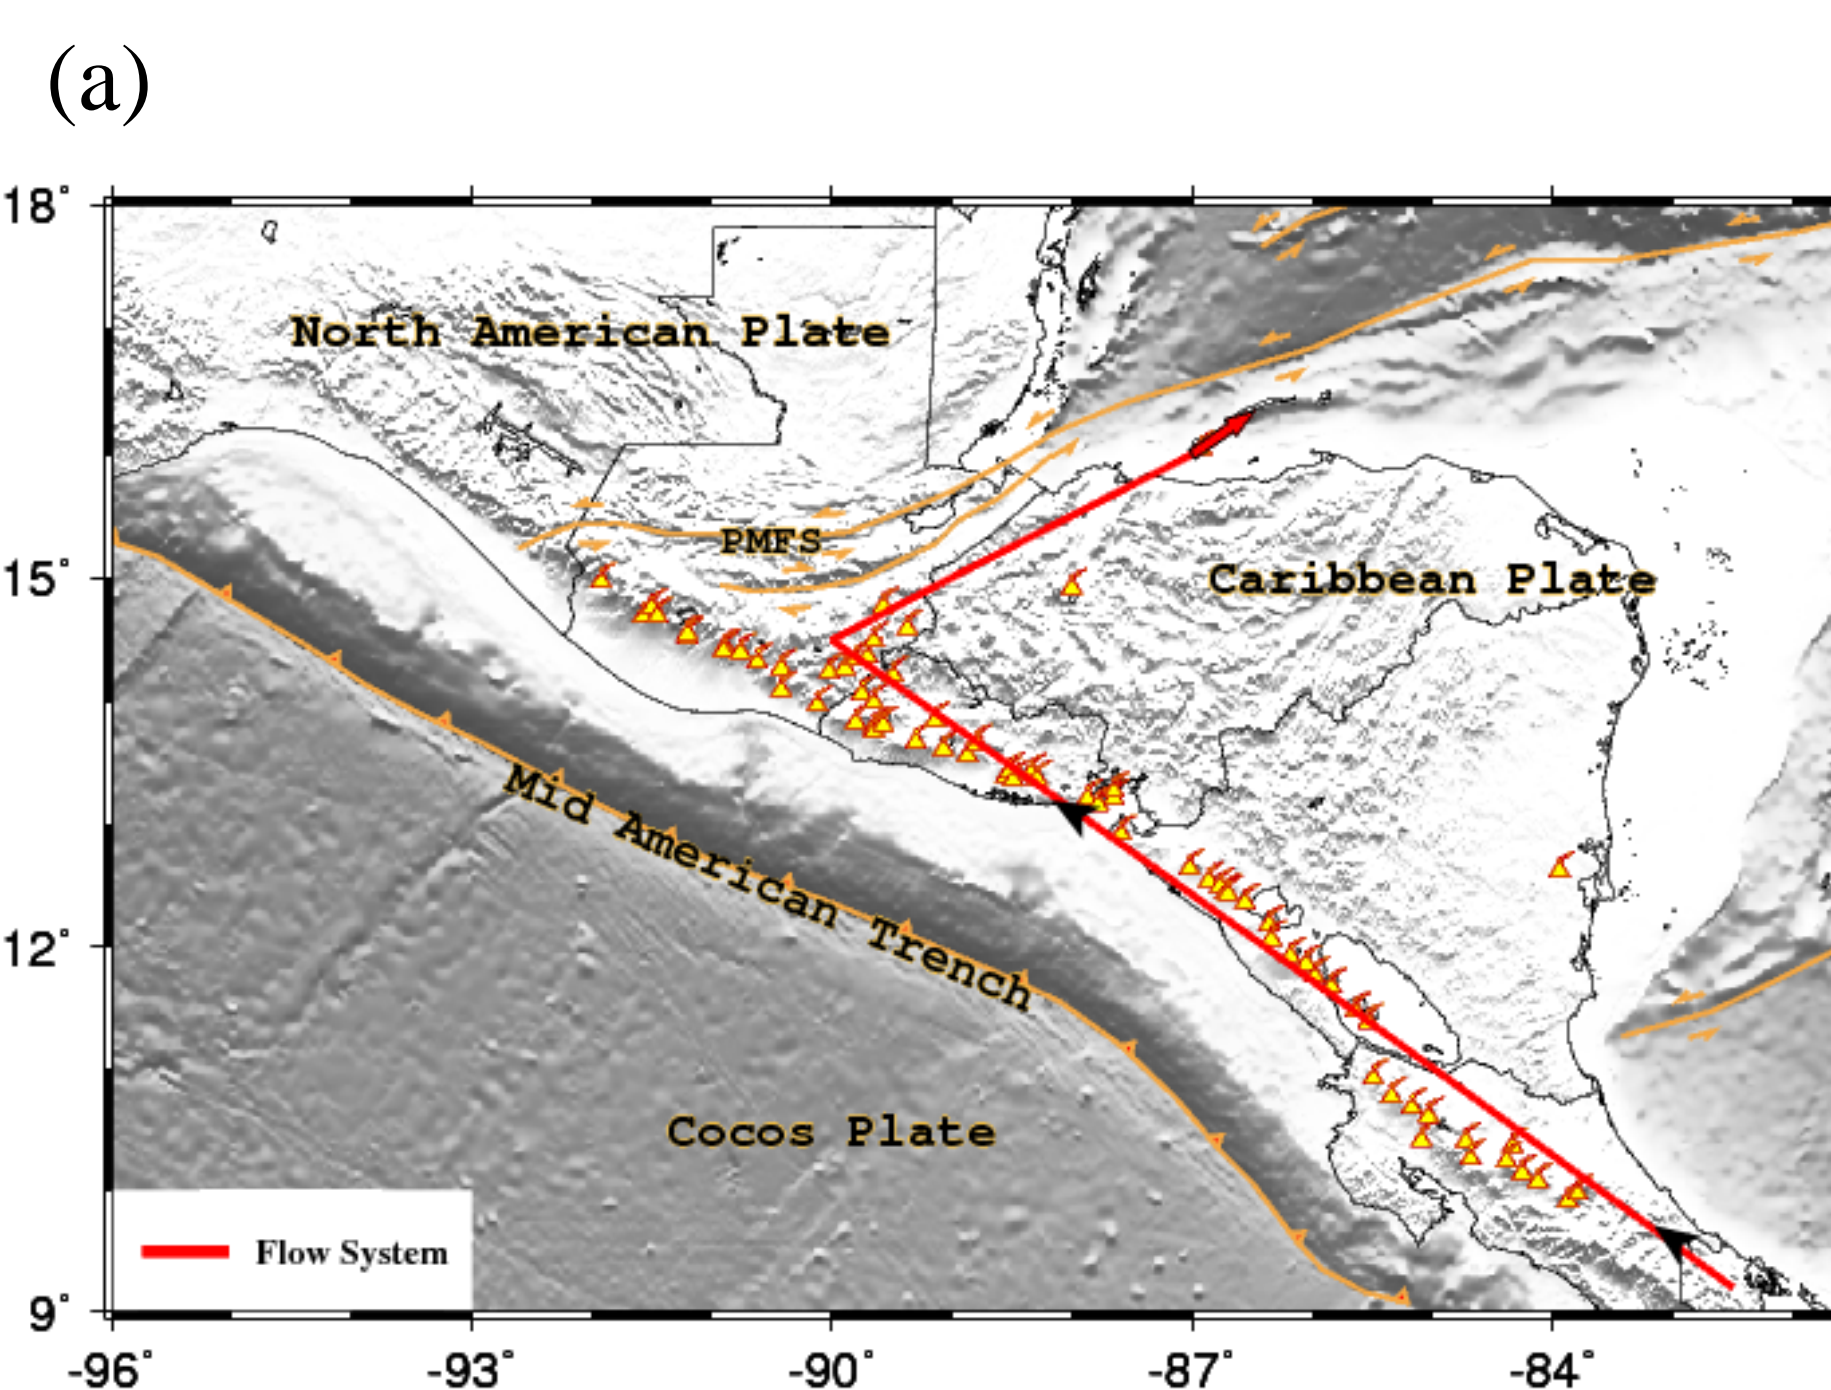 (a)
18°
North American Plate
PMFS
15°
Caribbean Plate
Mid American Trench
12°
Cocos Plate
Flow System
9°
-96°
-93°
-90°
-87°
-84°